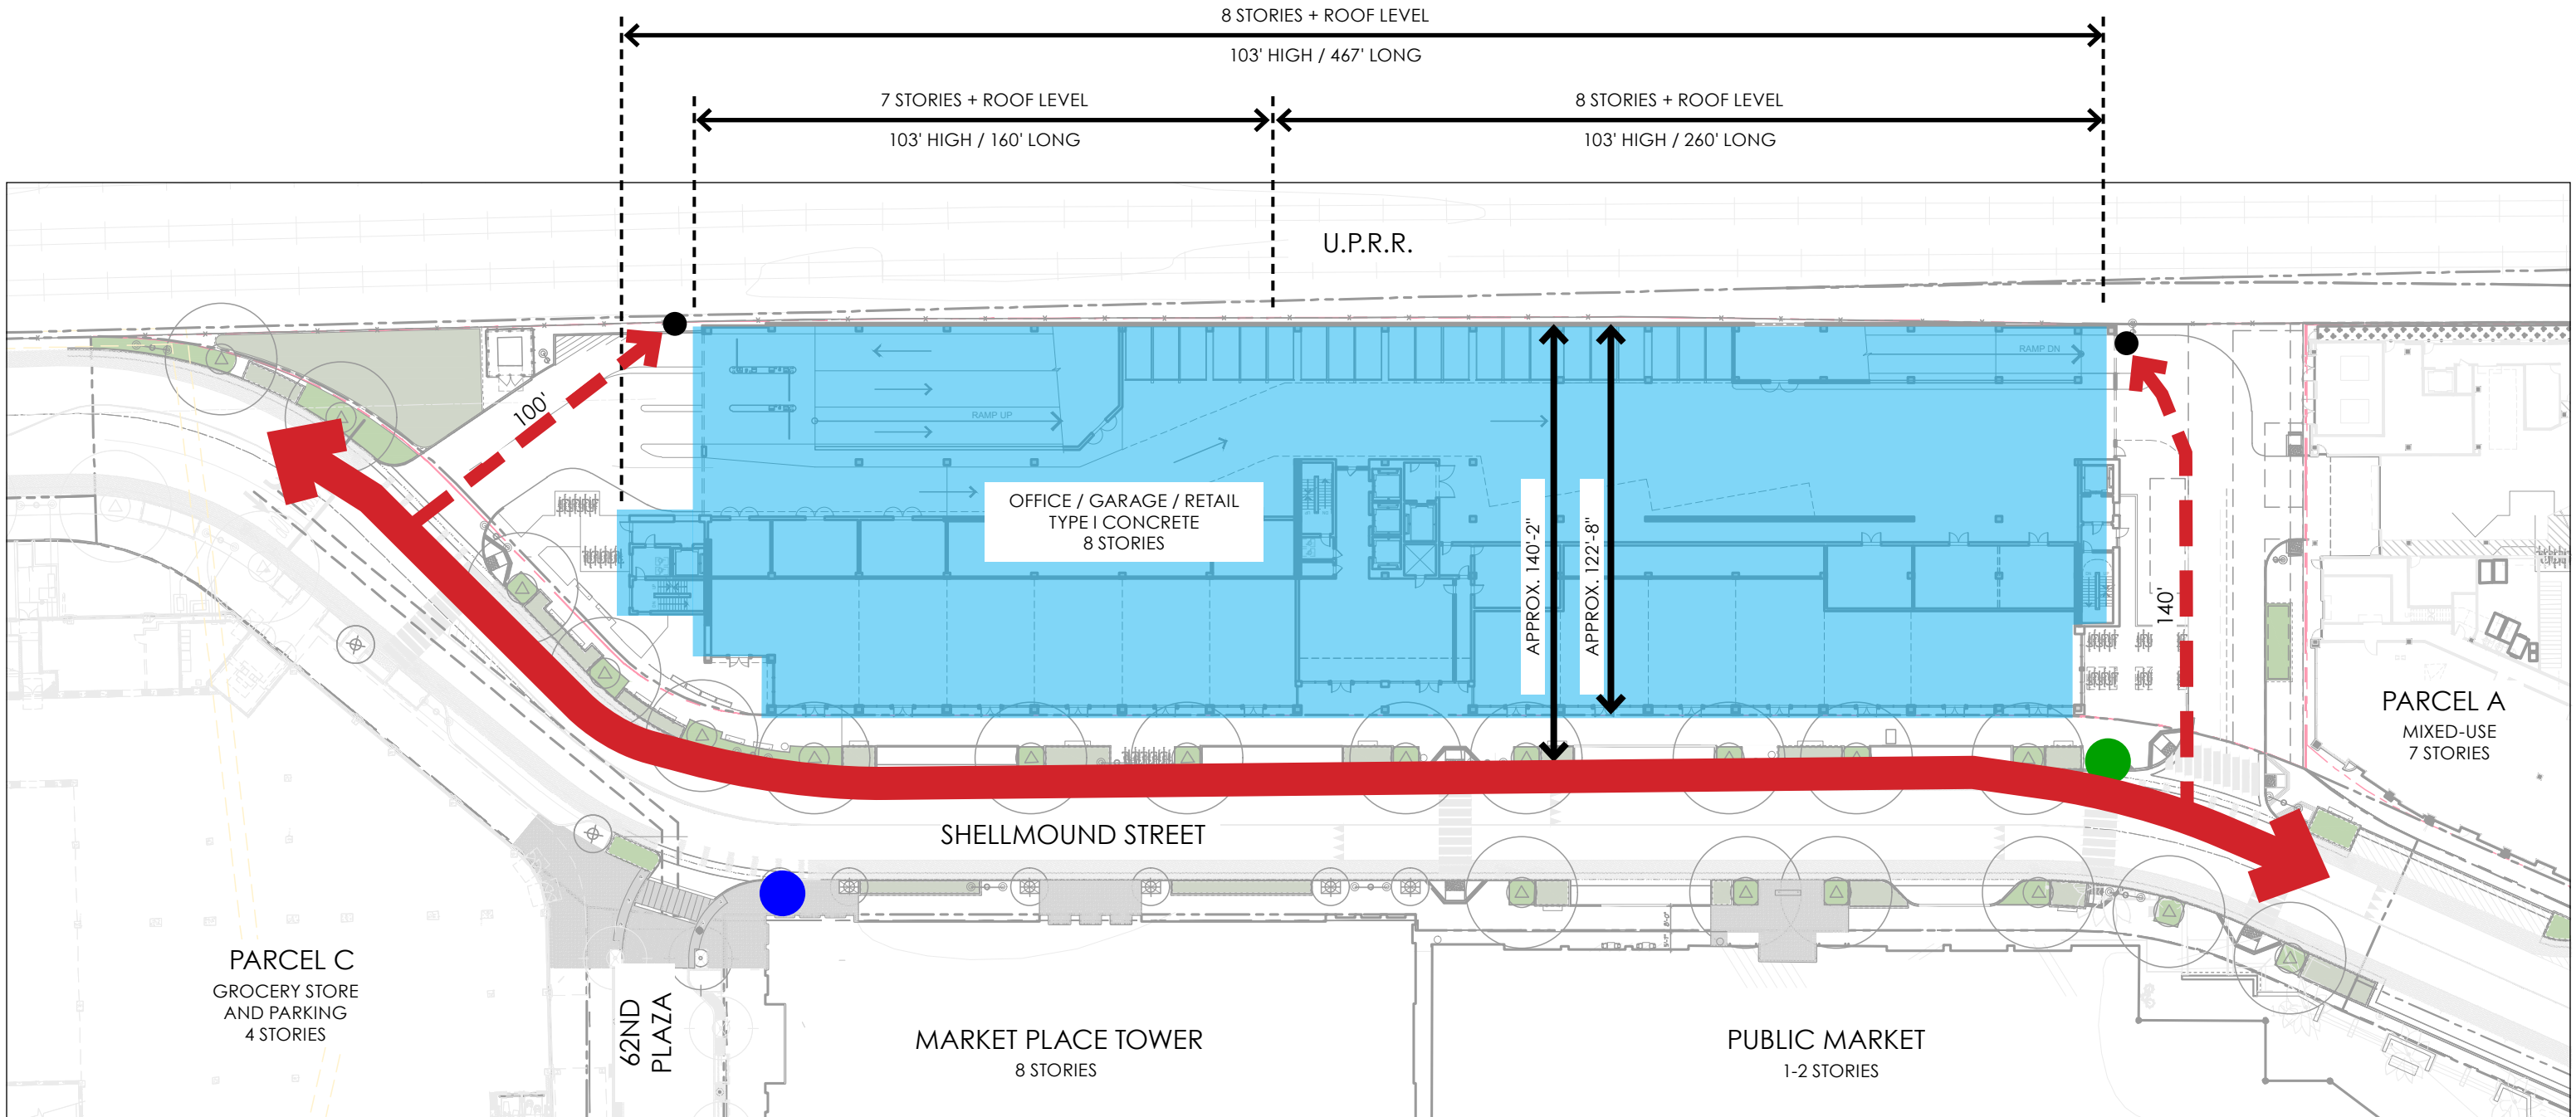 8 STORIES + ROOF LEVEL
103' HIGH / 467' LONG
7 STORIES + ROOF LEVEL
8 STORIES + ROOF LEVEL
103' HIGH / 160' LONG
103' HIGH / 260' LONG
U.P.R.R.
RAMP DN
100'
RAMP UP
OFFICE / GARAGE / RETAIL
TYPE I CONCRETE
8 STORIES
APPROX. 140'-2"
APPROX. 122'-8"
140'
PARCEL A
MIXED-USE
7 STORIES
SHELLMOUND STREET
PARCEL C
GROCERY STORE
AND PARKING
4 STORIES
62ND
PLAZA
MARKET PLACE TOWER
8 STORIES
PUBLIC MARKET
1-2 STORIES